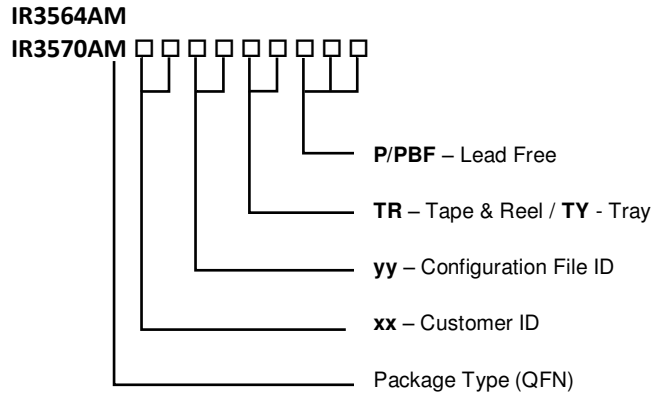 IR3564AM
IR3570AM
P/PBF – Lead Free
TR – Tape & Reel / TY - Tray
yy – Configuration File ID
xx – Customer ID
Package Type (QFN)